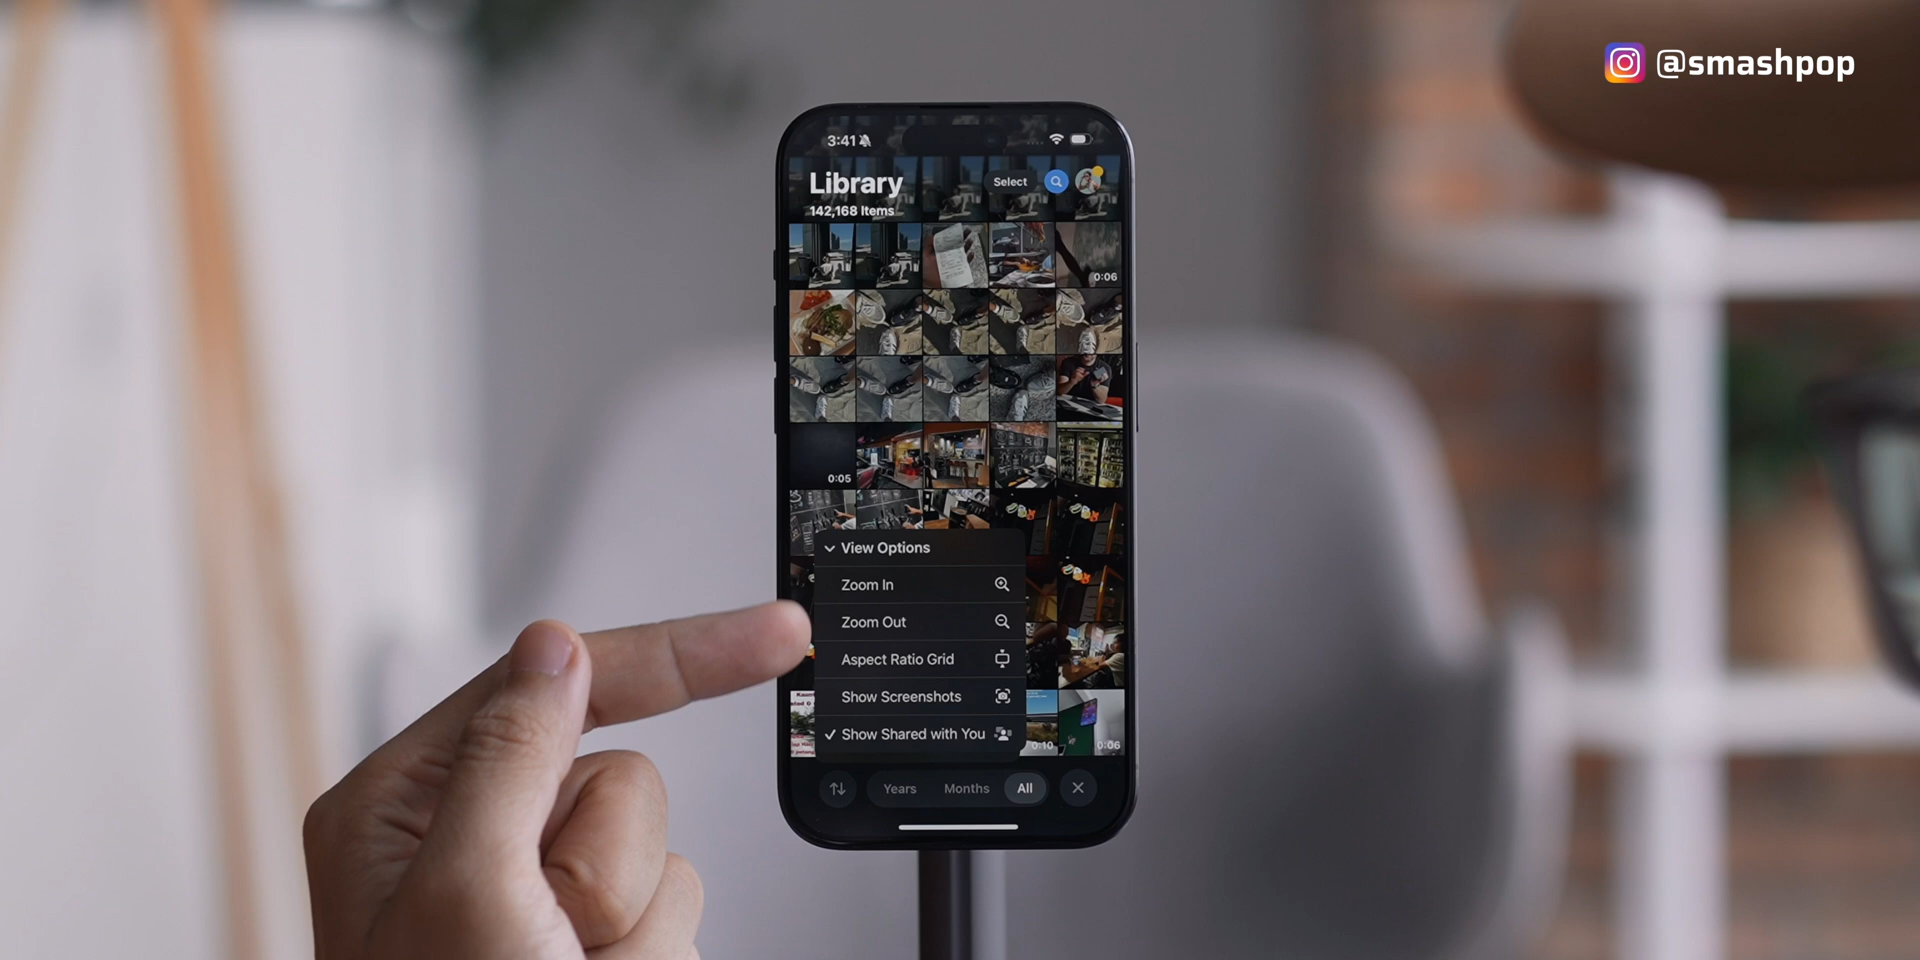 @smashpop
3:41
Library
Select
142,168 Items
0:06
0:05
View Options
Zoom In
Zoom Out
Aspect Ratio Grid
Show Screenshots
Show Shared with You
0:10
0:06
Years
Months
All